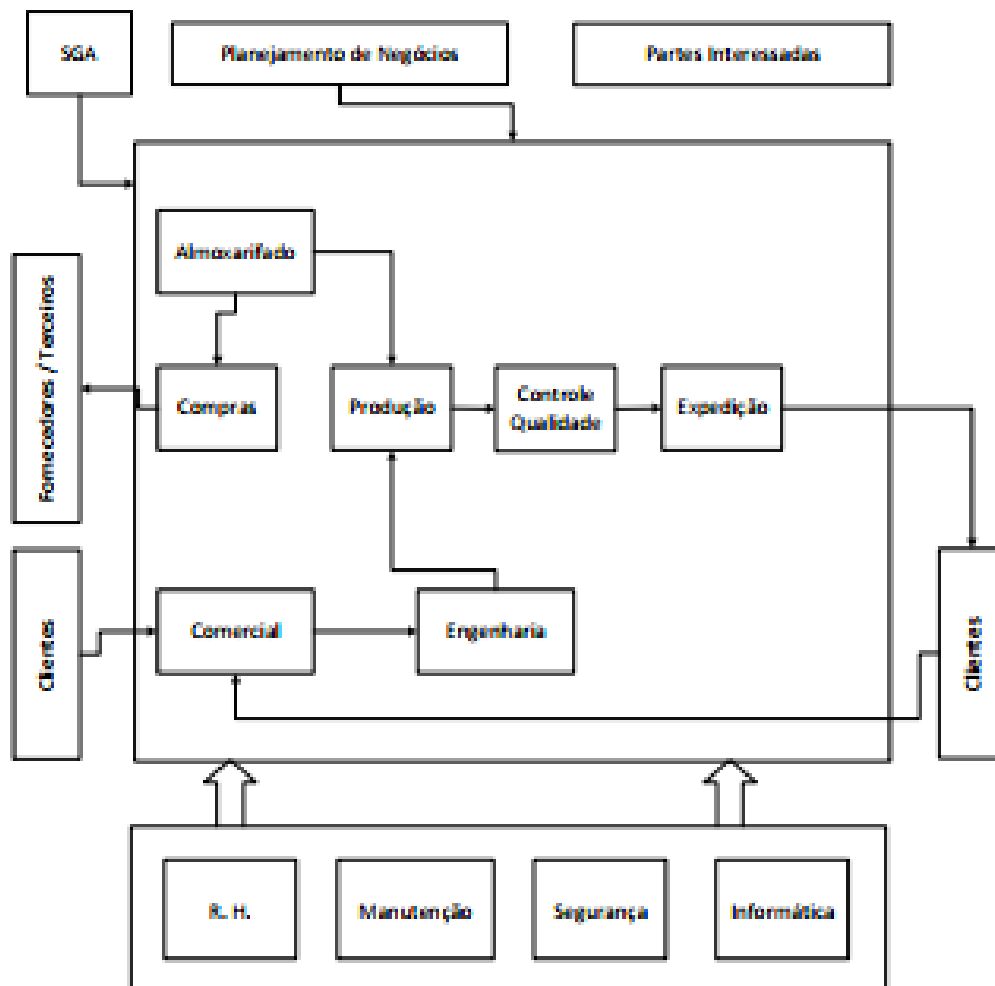 SGA
Planejamento de Negócios
Partes Interessadas
Almoxarifado
Fornecedores / Terceiros
Compras
Produção
Controle
Qualidade
Expedição
Clientes
Comercial
Engenharia
Clientes
R. H.
Manutenção
Segurança
Informática